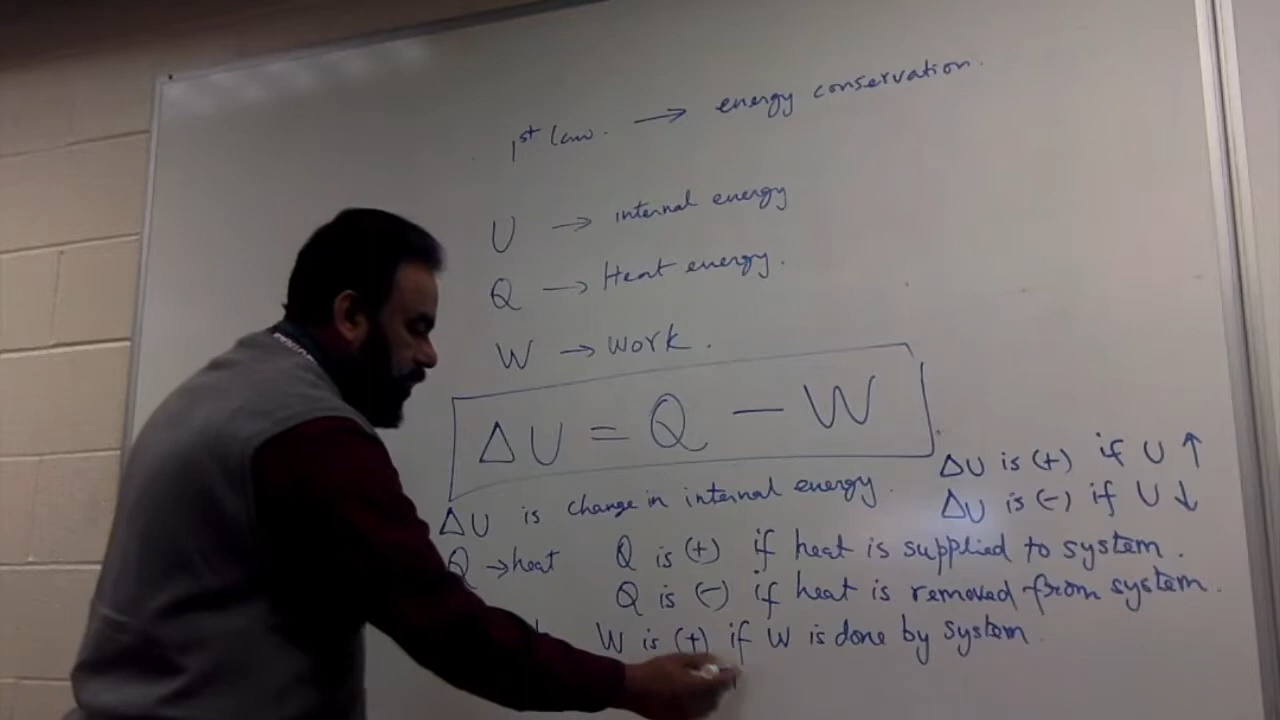 1st law. → energy conservation.
U → internal energy
Q → Heat energy.
W → work.
ΔU = Q − W
ΔU is change in internal energy.
ΔU is (+) if U ↑
ΔU is (−) if U ↓
Q → heat Q is (+) if heat is supplied to system.
Q is (−) if heat is removed from system.
W is (+) if W is done by system